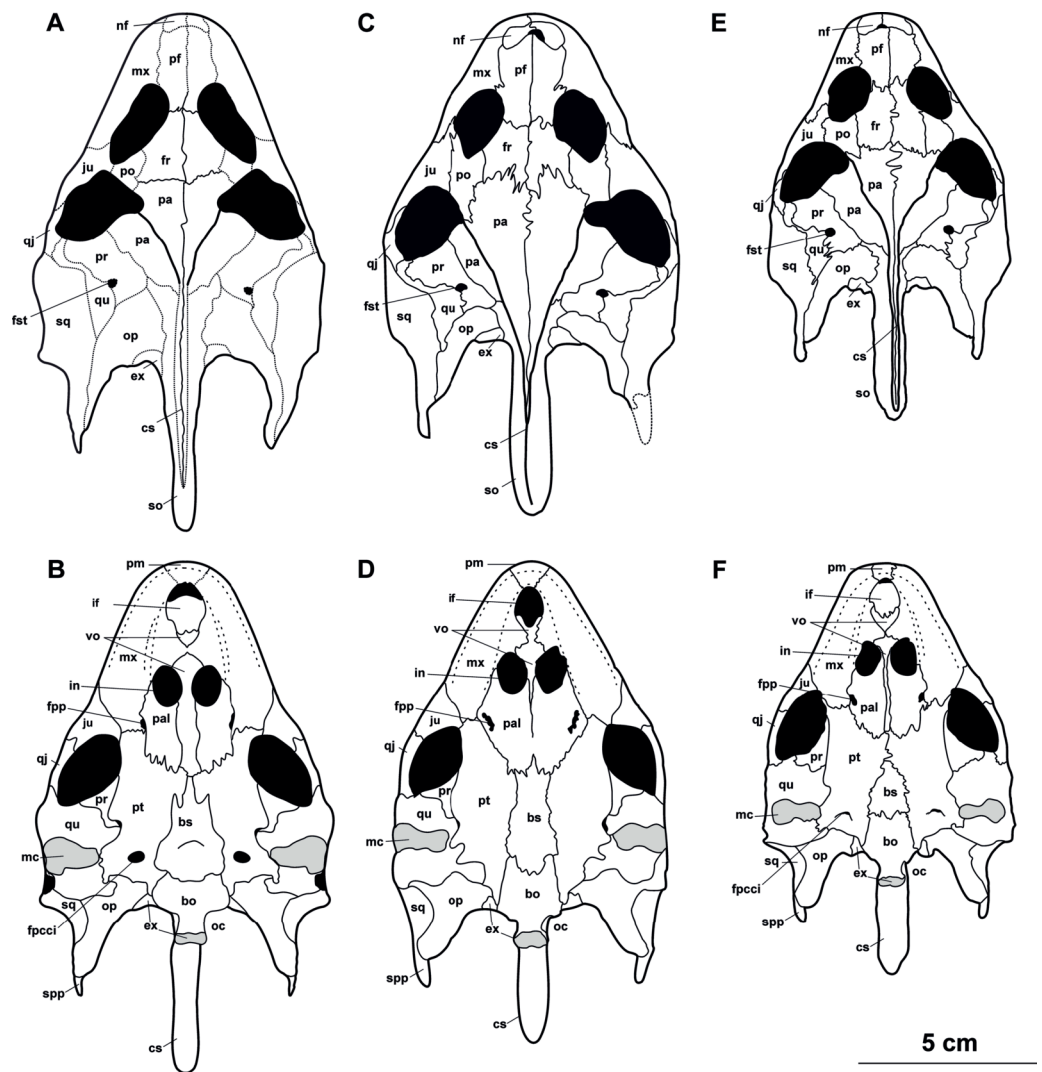 A
nf
pf
mx
fr
ju
po
pa
qj
pa
pr
fst
qu
sq
op
ex
cs
so
C
nf
mx
pf
fr
ju
po
pa
qj
pr
pa
fst
sq
qu
op
ex
cs
so
E
nf
mx
pf
ju
po
fr
qj
pa
pr
pa
fst
qu
sq
op
ex
cs
so
B
pm
if
vo
mx
in
fpp
ju
pal
qj
pr
pt
qu
bs
mc
sq
op
bo
fpcci
ex
oc
spp
cs
D
pm
if
vo
mx
in
fpp
ju
pal
qj
pr
pt
qu
bs
mc
bo
sq
op
ex
oc
spp
cs
F
pm
if
vo
in
mx
fpp
ju
pal
qj
pr
pt
qu
bs
mc
bo
sq
op
ex
oc
fpcci
spp
cs
5 cm